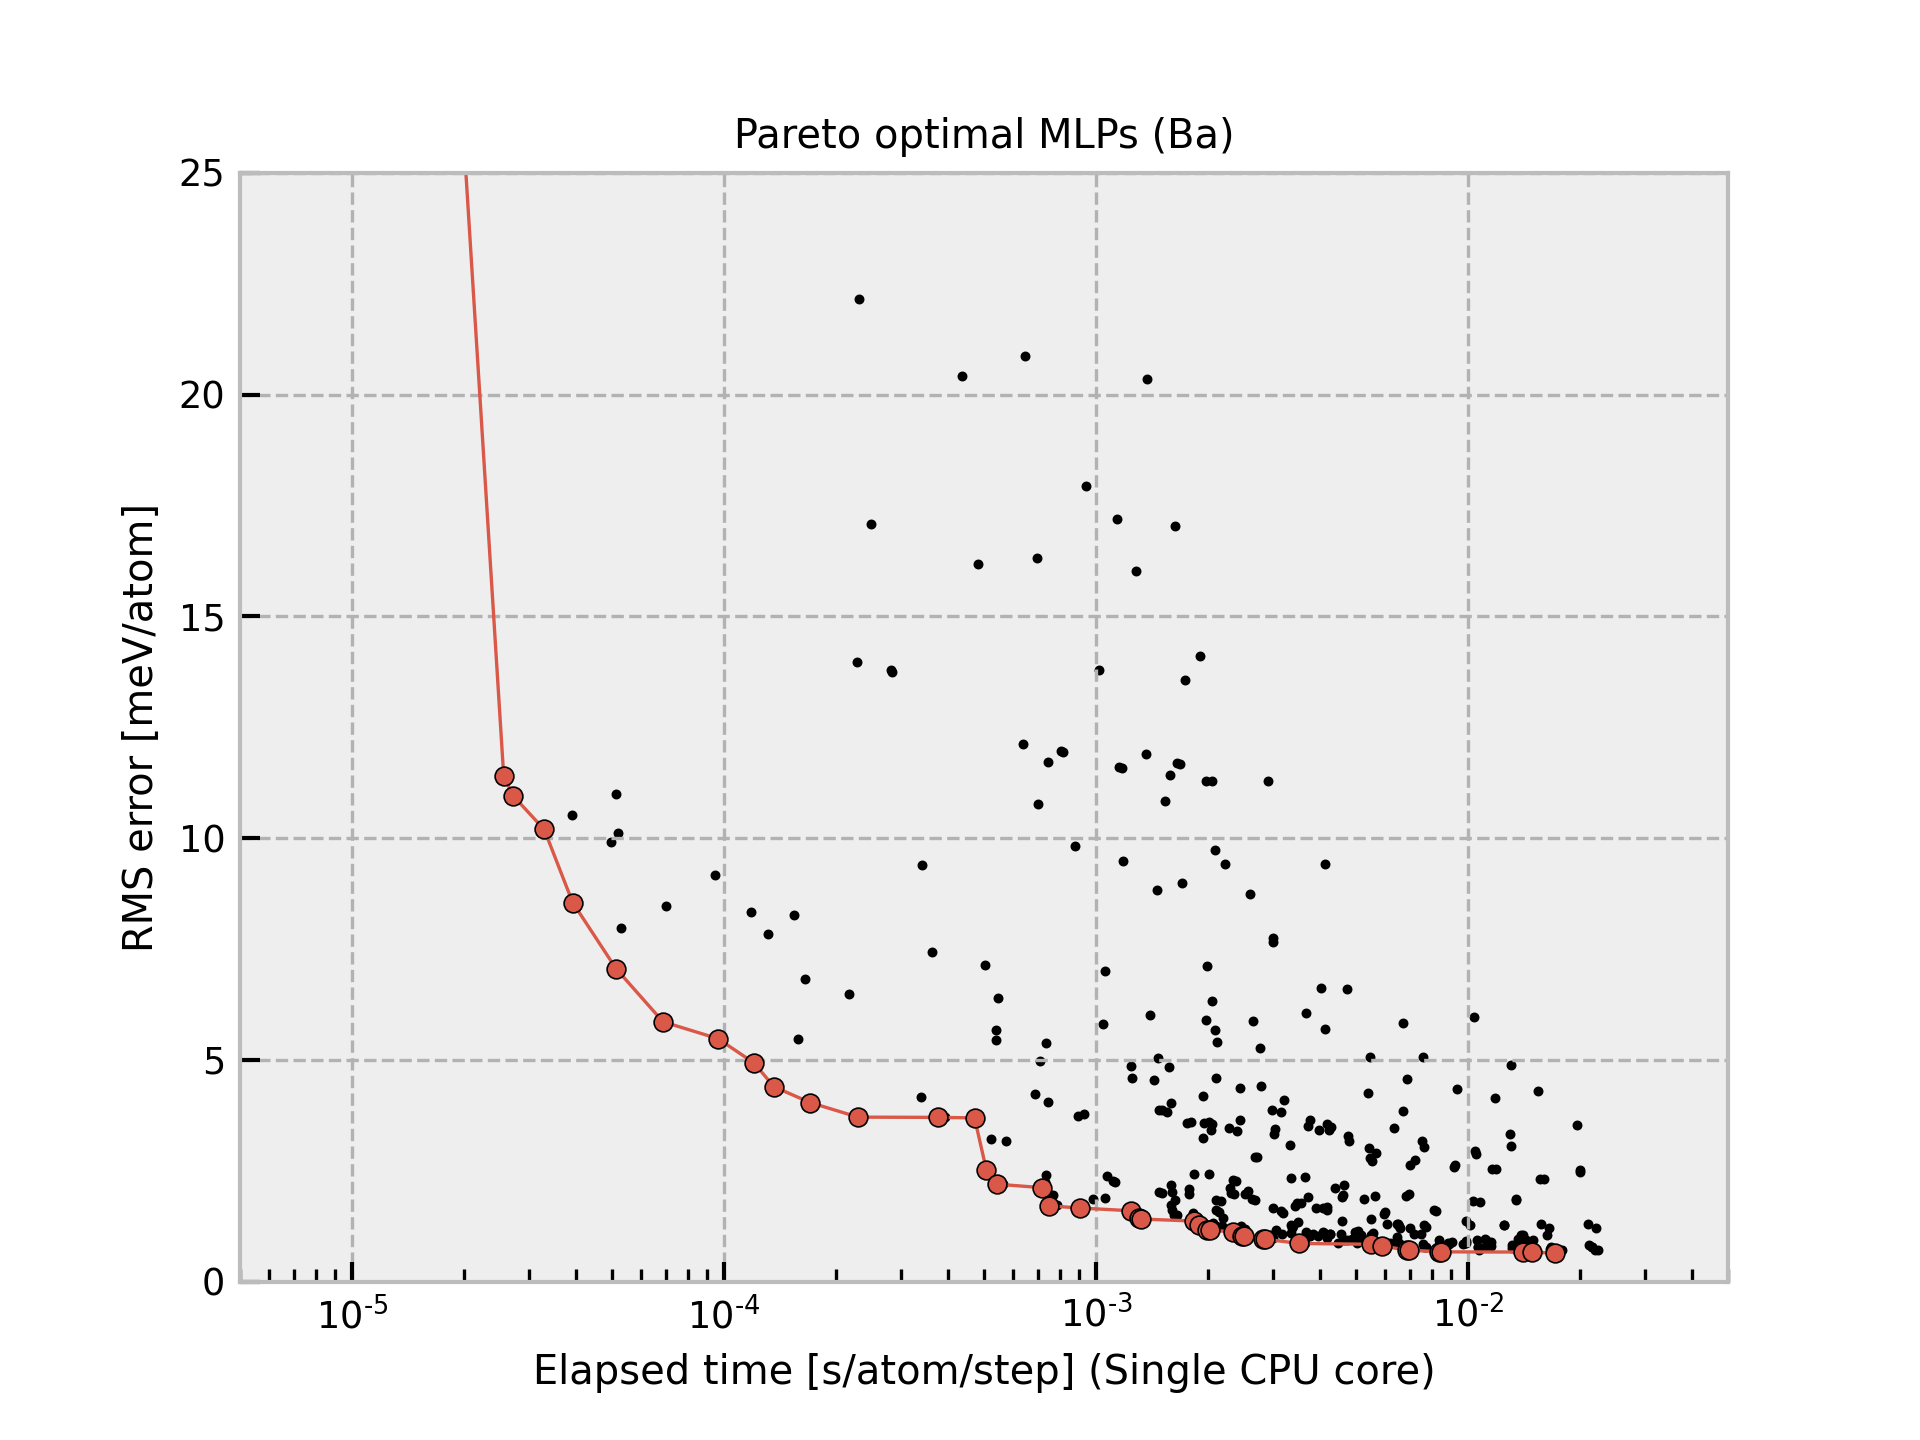 Pareto optimal MLPs (Ba)
25
20
15
10
5
0
RMS error [meV/atom]
10-5 10-4 10-3 10-2
Elapsed time [s/atom/step] (Single CPU core)